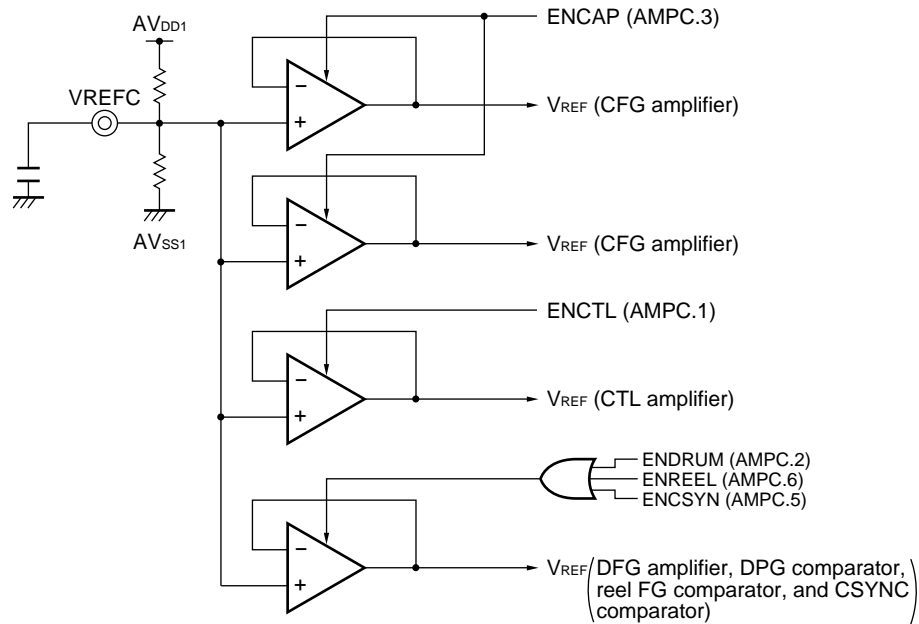 AVDD1
VREFC
AVSS1
ENCAP (AMPC.3)
−
+
VREF (CFG amplifier)
−
+
VREF (CFG amplifier)
ENCTL (AMPC.1)
−
+
VREF (CTL amplifier)
ENDRUM (AMPC.2)
ENREEL (AMPC.6)
ENCSYN (AMPC.5)
−
+
VREF (DFG amplifier, DPG comparator,
reel FG comparator, and CSYNC
comparator)